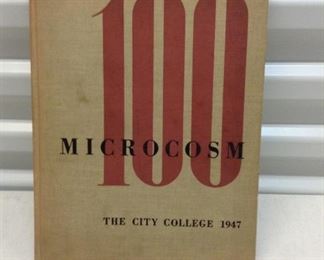 100
MICROCOSM
THE CITY COLLEGE 1947